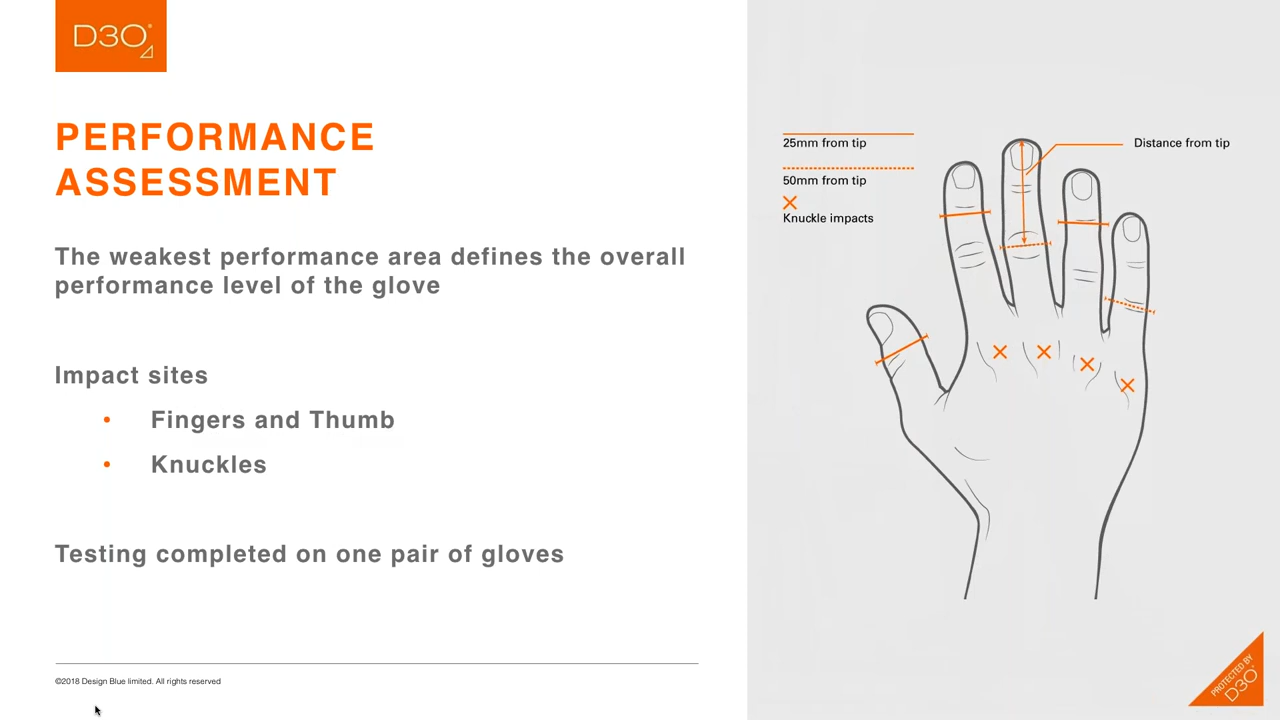 D3O
PERFORMANCE
ASSESSMENT
The weakest performance area defines the overall
performance level of the glove
Impact sites
• Fingers and Thumb
• Knuckles
Testing completed on one pair of gloves
©2018 Design Blue limited. All rights reserved
25mm from tip
50mm from tip
Knuckle impacts
Distance from tip
PROTECTED BY
D3O